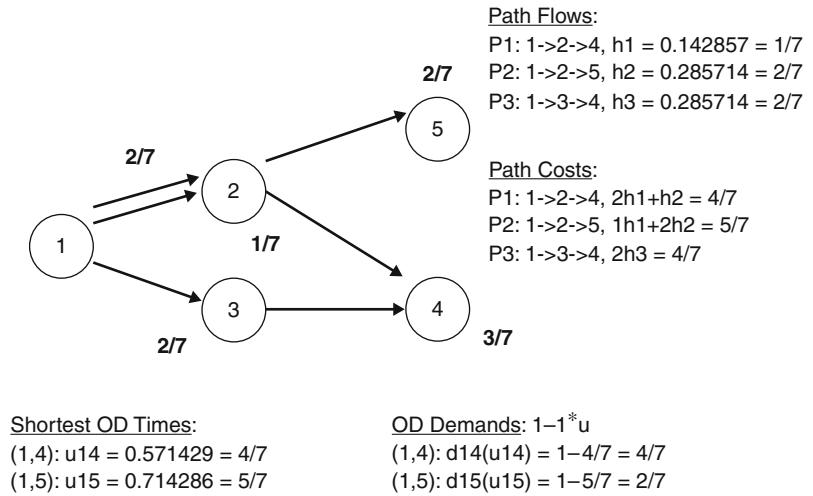 Path Flows:
P1: 1->2->4, h1 = 0.142857 = 1/7
P2: 1->2->5, h2 = 0.285714 = 2/7
P3: 1->3->4, h3 = 0.285714 = 2/7
2/7
5
2/7
2
Path Costs:
P1: 1->2->4, 2h1+h2 = 4/7
P2: 1->2->5, 1h1+2h2 = 5/7
P3: 1->3->4, 2h3 = 4/7
1
1/7
3
4
2/7
3/7
Shortest OD Times:
(1,4): u14 = 0.571429 = 4/7
(1,5): u15 = 0.714286 = 5/7
OD Demands: 1–1*u
(1,4): d14(u14) = 1–4/7 = 4/7
(1,5): d15(u15) = 1–5/7 = 2/7